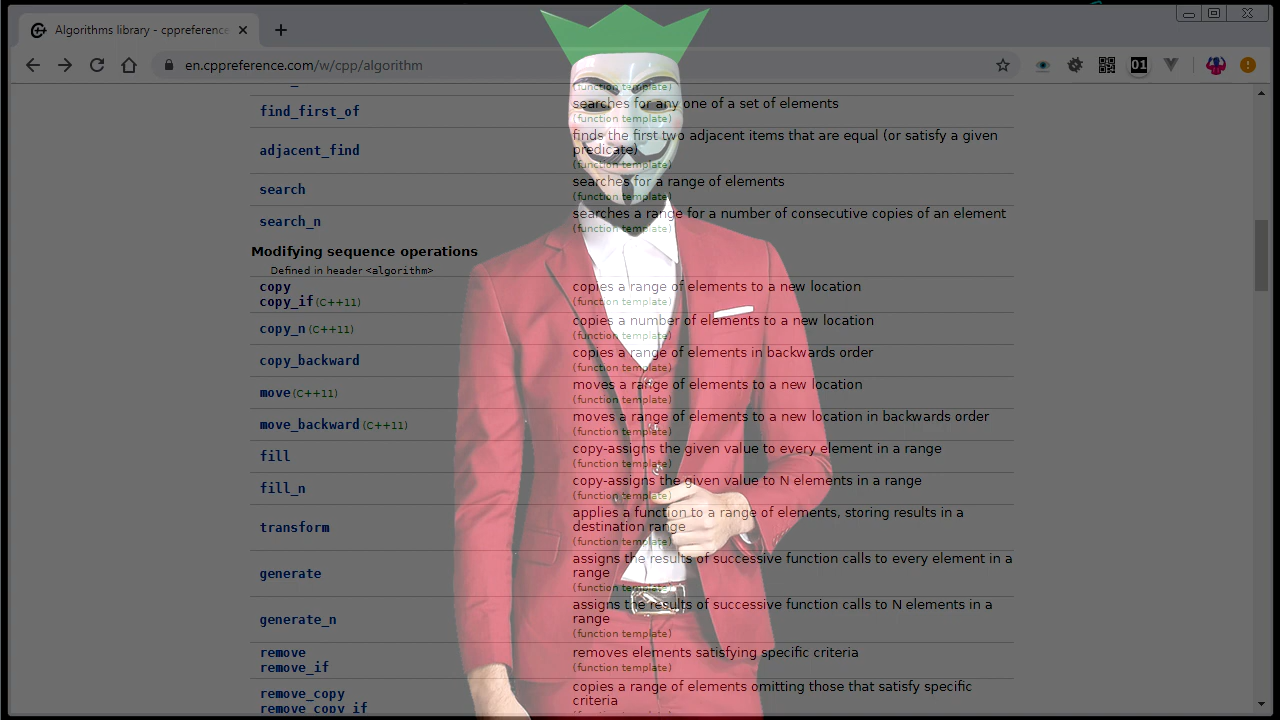 Algorithms library - cppreference
en.cppreference.com/w/cpp/algorithm
01
(function template)
find_first_of
searches for any one of a set of elements
(function template)
adjacent_find
finds the first two adjacent items that are equal (or satisfy a given
predicate)
(function template)
search
searches for a range of elements
(function template)
search_n
searches a range for a number of consecutive copies of an element
(function template)
Modifying sequence operations
Defined in header <algorithm>
copy
copy_if (C++11)
copies a range of elements to a new location
(function template)
copy_n (C++11)
copies a number of elements to a new location
(function template)
copy_backward
copies a range of elements in backwards order
(function template)
move (C++11)
moves a range of elements to a new location
(function template)
move_backward (C++11)
moves a range of elements to a new location in backwards order
(function template)
fill
copy-assigns the given value to every element in a range
(function template)
fill_n
copy-assigns the given value to N elements in a range
(function template)
transform
applies a function to a range of elements, storing results in a
destination range
(function template)
generate
assigns the results of successive function calls to every element in a
range
(function template)
generate_n
assigns the results of successive function calls to N elements in a
range
(function template)
remove
remove_if
removes elements satisfying specific criteria
(function template)
remove_copy
remove_copy_if
copies a range of elements omitting those that satisfy specific
criteria